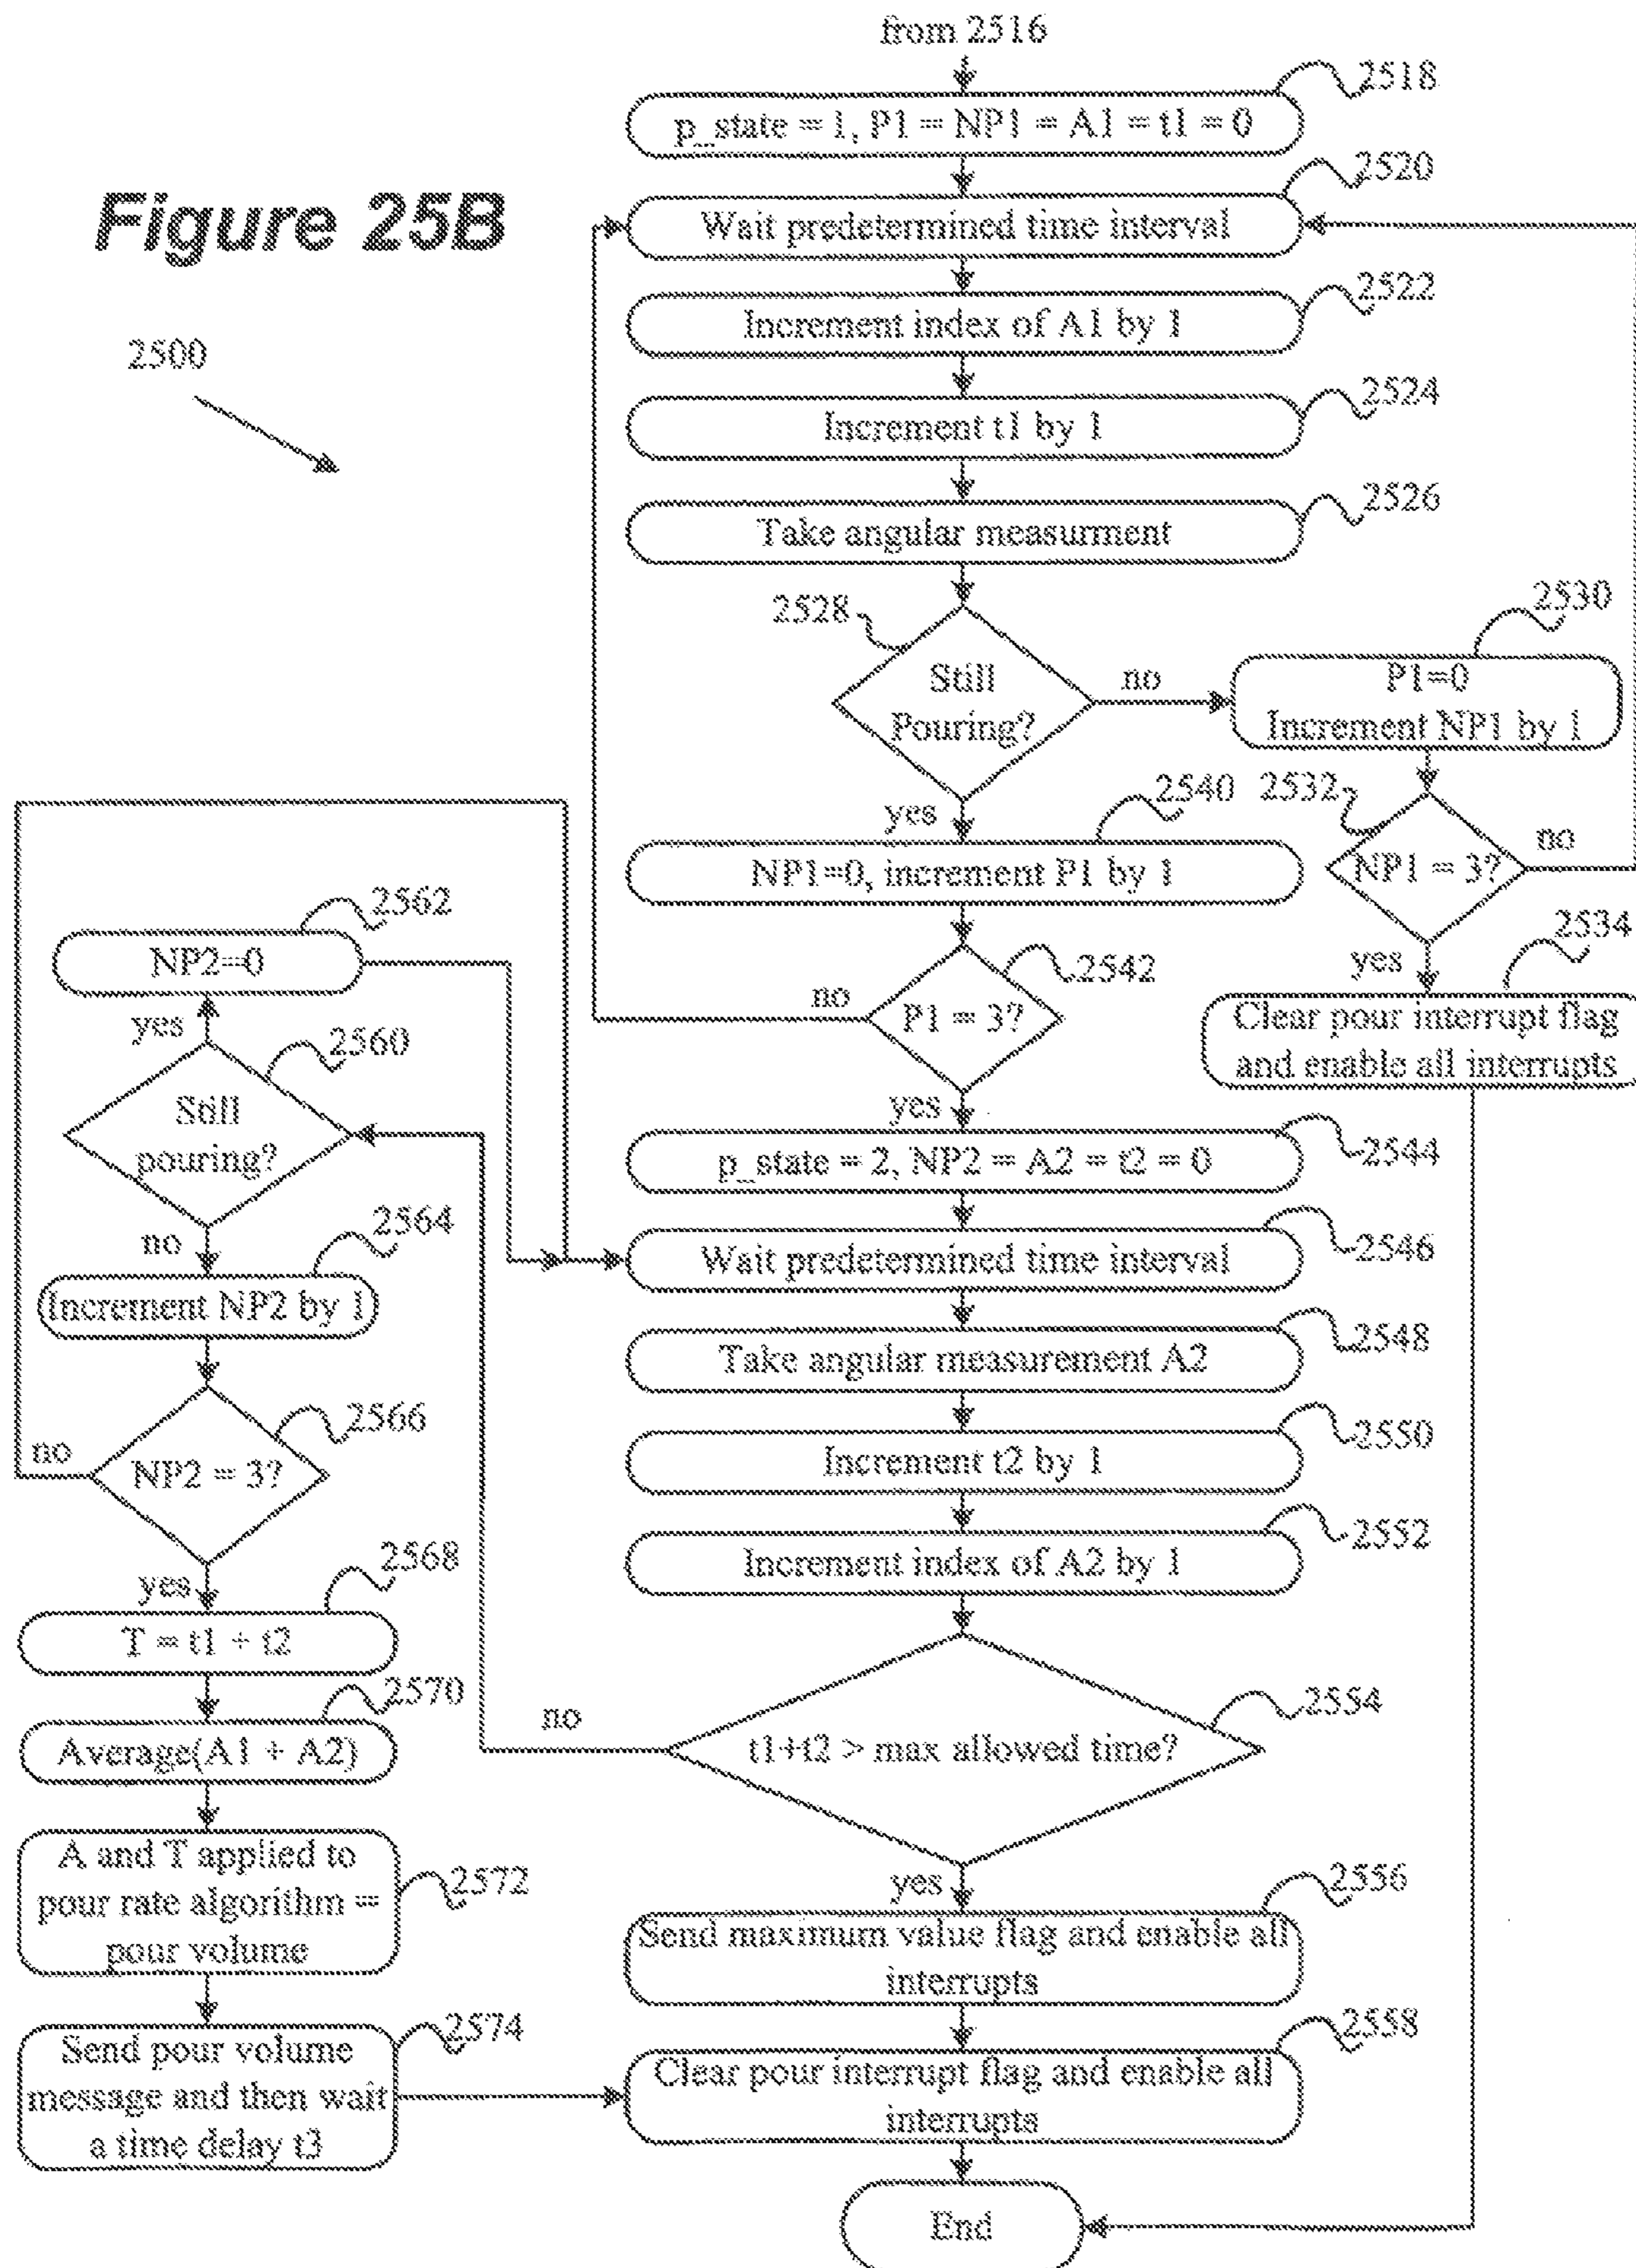 from 2516
2518
p_state = 1, P1 = NP1 = A1 = t1 = 0
2520
Figure 25B
Wait predetermined time interval
2522
Increment index of A1 by 1
2500
2524
Increment t1 by 1
2526
Take angular measurment
2528
Still
Pouring?
no
yes
2530
P1=0
Increment NP1 by 1
2532
NP1 = 3?
no
yes
2534
Clear pour interrupt flag
and enable all interrupts
2540
NP1=0, increment P1 by 1
2542
P1 = 3?
no
yes
2544
p_state = 2, NP2 = A2 = t2 = 0
2546
Wait predetermined time interval
2548
Take angular measurement A2
2550
Increment t2 by 1
2552
Increment index of A2 by 1
2554
t1+t2 > max allowed time?
no
yes
2556
Send maximum value flag and enable all
interrupts
2558
Clear pour interrupt flag and enable all
interrupts
End
2562
NP2=0
yes
2560
Still
pouring?
no
2564
Increment NP2 by 1
2566
NP2 = 3?
no
yes
2568
T = t1 + t2
2570
Average(A1 + A2)
A and T applied to
pour rate algorithm =
pour volume
2572
2574
Send pour volume
message and then wait
a time delay t3